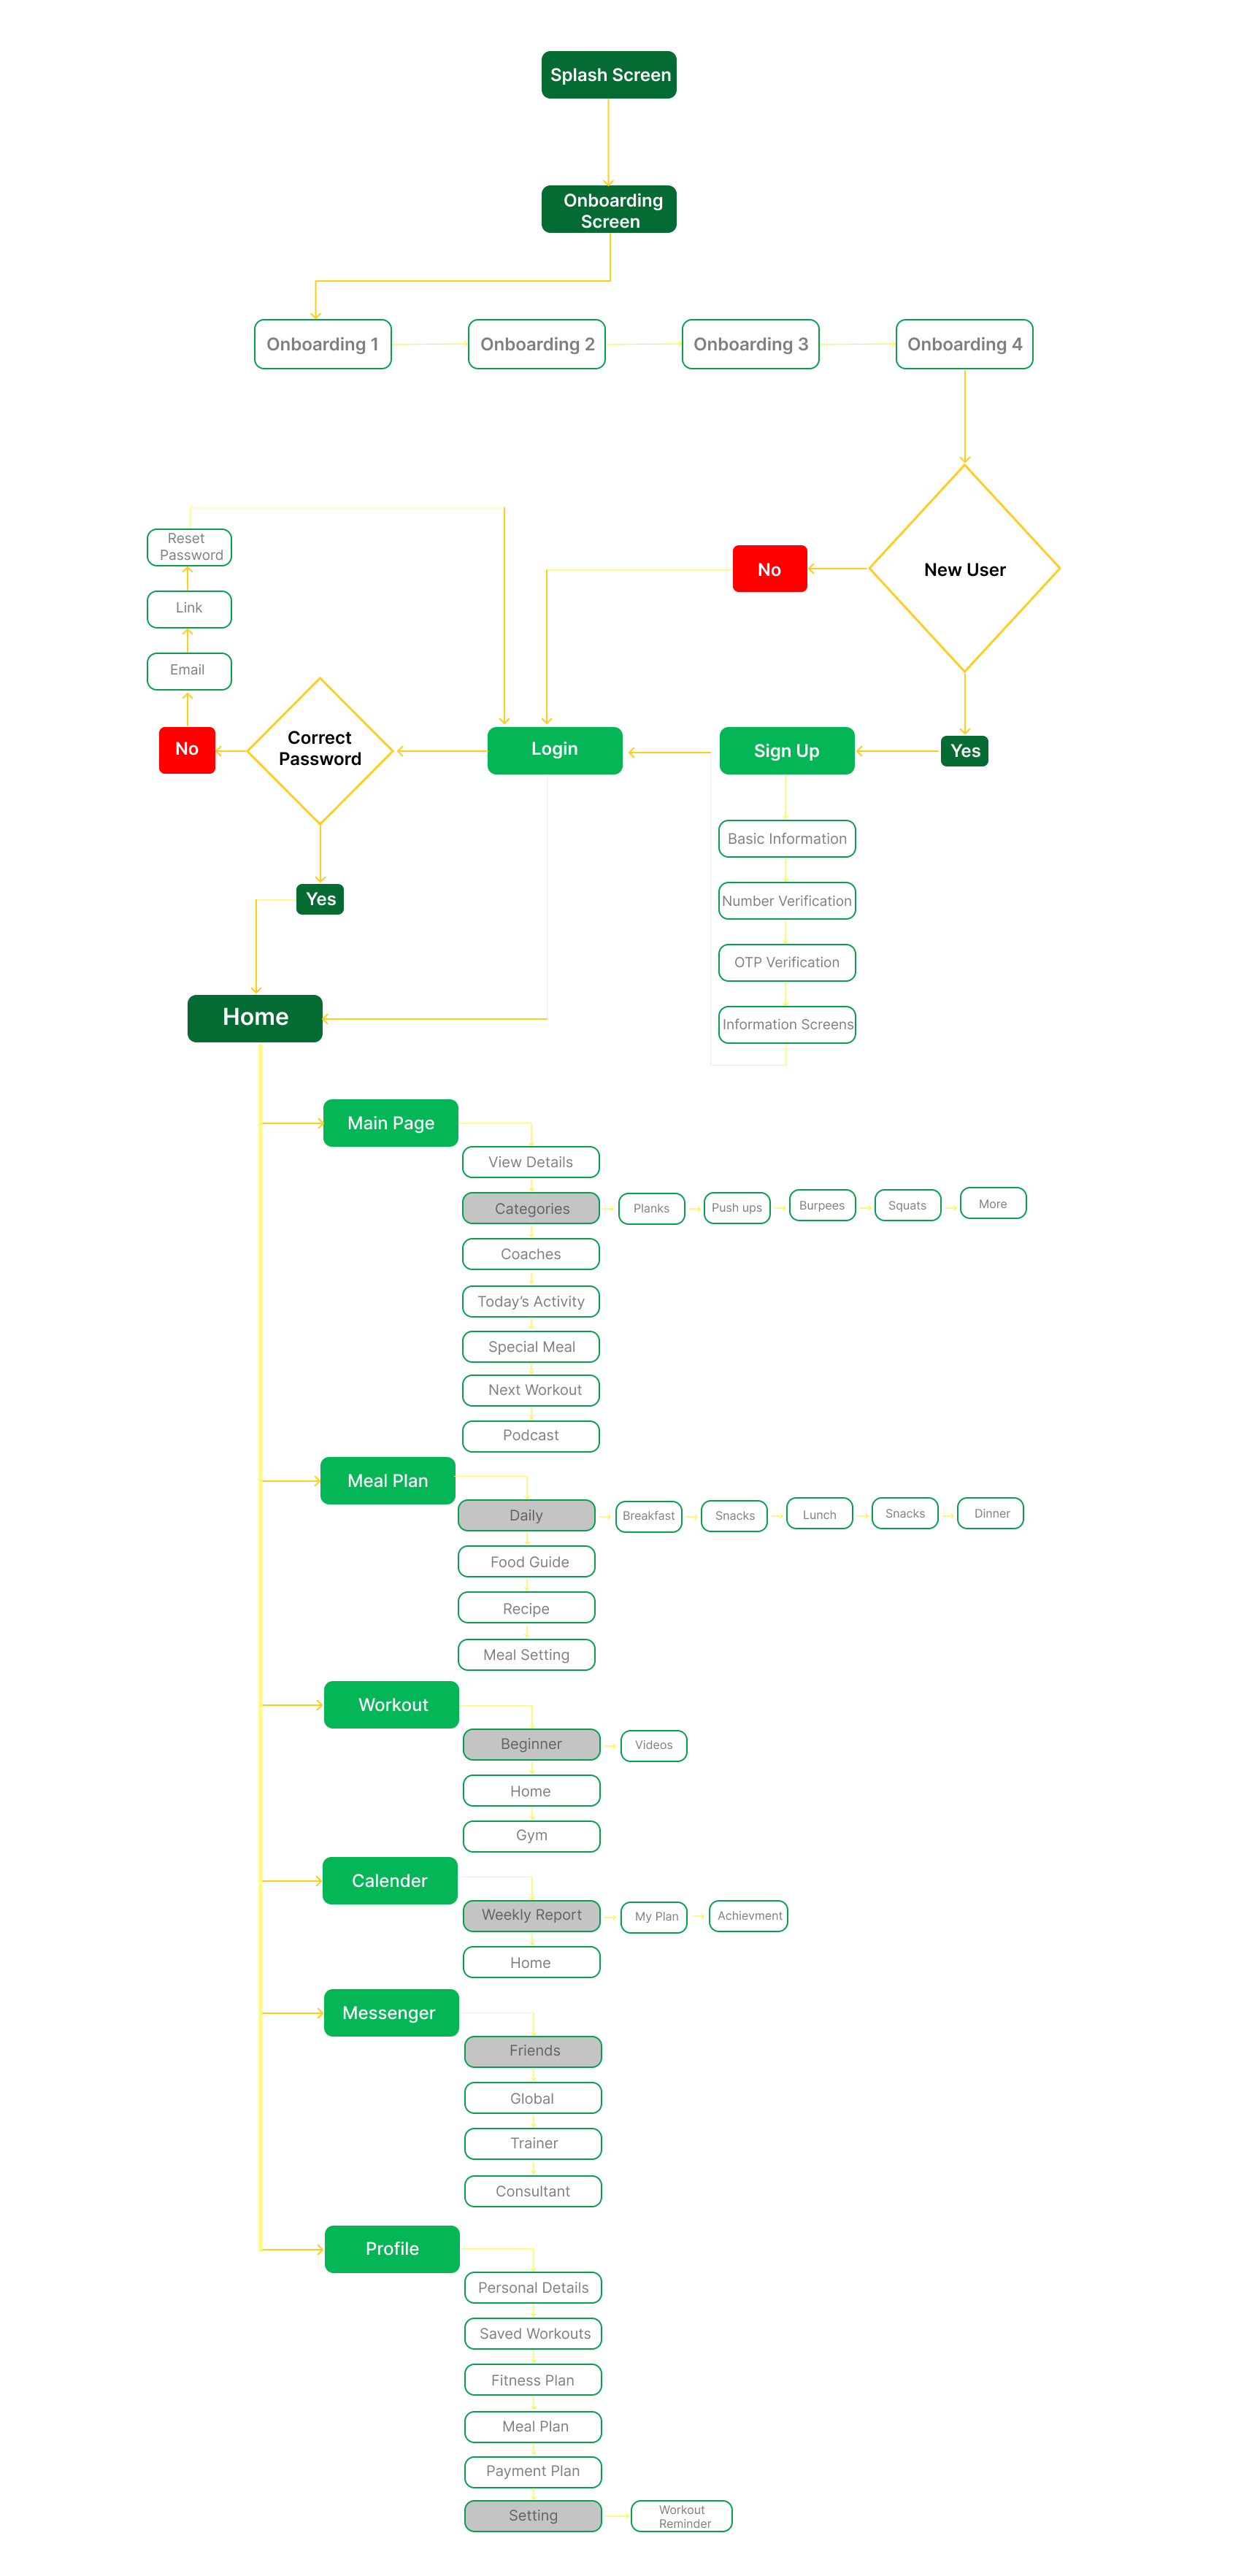 Splash Screen
Onboarding
Screen
Onboarding 1
Onboarding 2
Onboarding 3
Onboarding 4
New User
No
Yes
Sign Up
Basic Information
Number Verification
OTP Verification
Information Screens
Login
Correct
Password
No
Email
Link
Reset
Password
Yes
Home
Main Page
View Details
Categories
Planks
Push ups
Burpees
Squats
More
Coaches
Today's Activity
Special Meal
Next Workout
Podcast
Meal Plan
Daily
Breakfast
Snacks
Lunch
Snacks
Dinner
Food Guide
Recipe
Meal Setting
Workout
Beginner
Videos
Home
Gym
Calender
Weekly Report
My Plan
Achievment
Home
Messenger
Friends
Global
Trainer
Consultant
Profile
Personal Details
Saved Workouts
Fitness Plan
Meal Plan
Payment Plan
Setting
Workout
Reminder